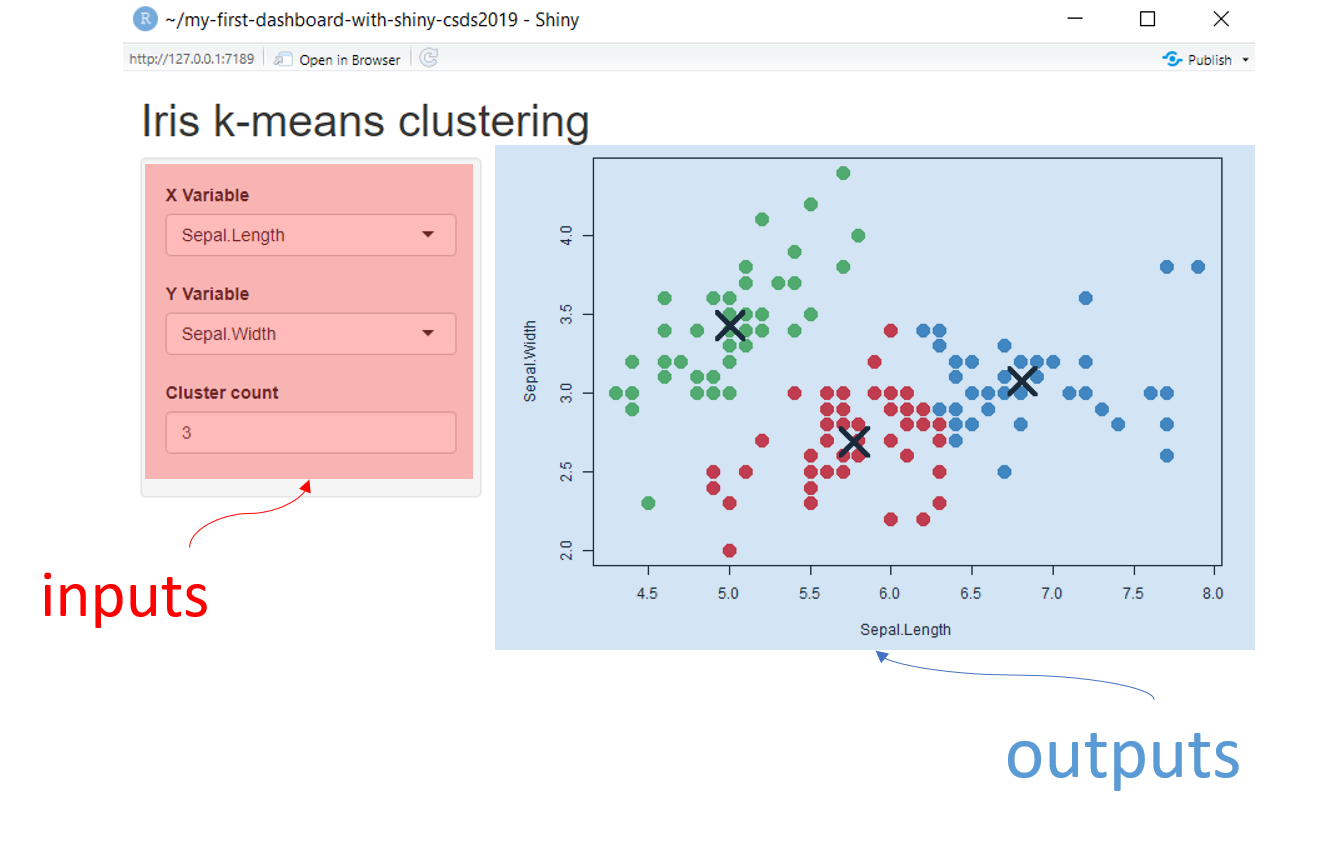 R ~/my-first-dashboard-with-shiny-csds2019 - Shiny
http://127.0.0.1:7189 Open in Browser Publish
Iris k-means clustering
X Variable
Sepal.Length
Y Variable
Sepal.Width
Cluster count
3
inputs
4.0
3.5
3.0
2.5
2.0
Sepal.Width
4.5 5.0 5.5 6.0 6.5 7.0 7.5 8.0
Sepal.Length
outputs